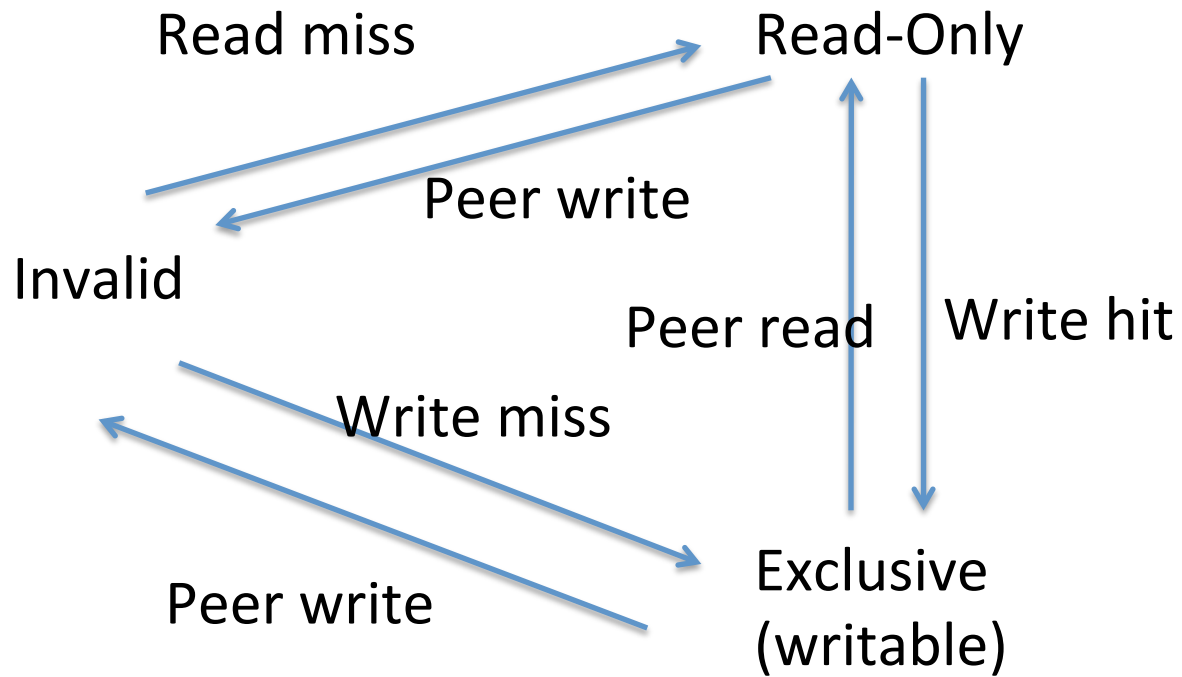 Read miss
Read-Only
Peer write
Invalid
Peer read
Write hit
Write miss
Peer write
Exclusive
(writable)